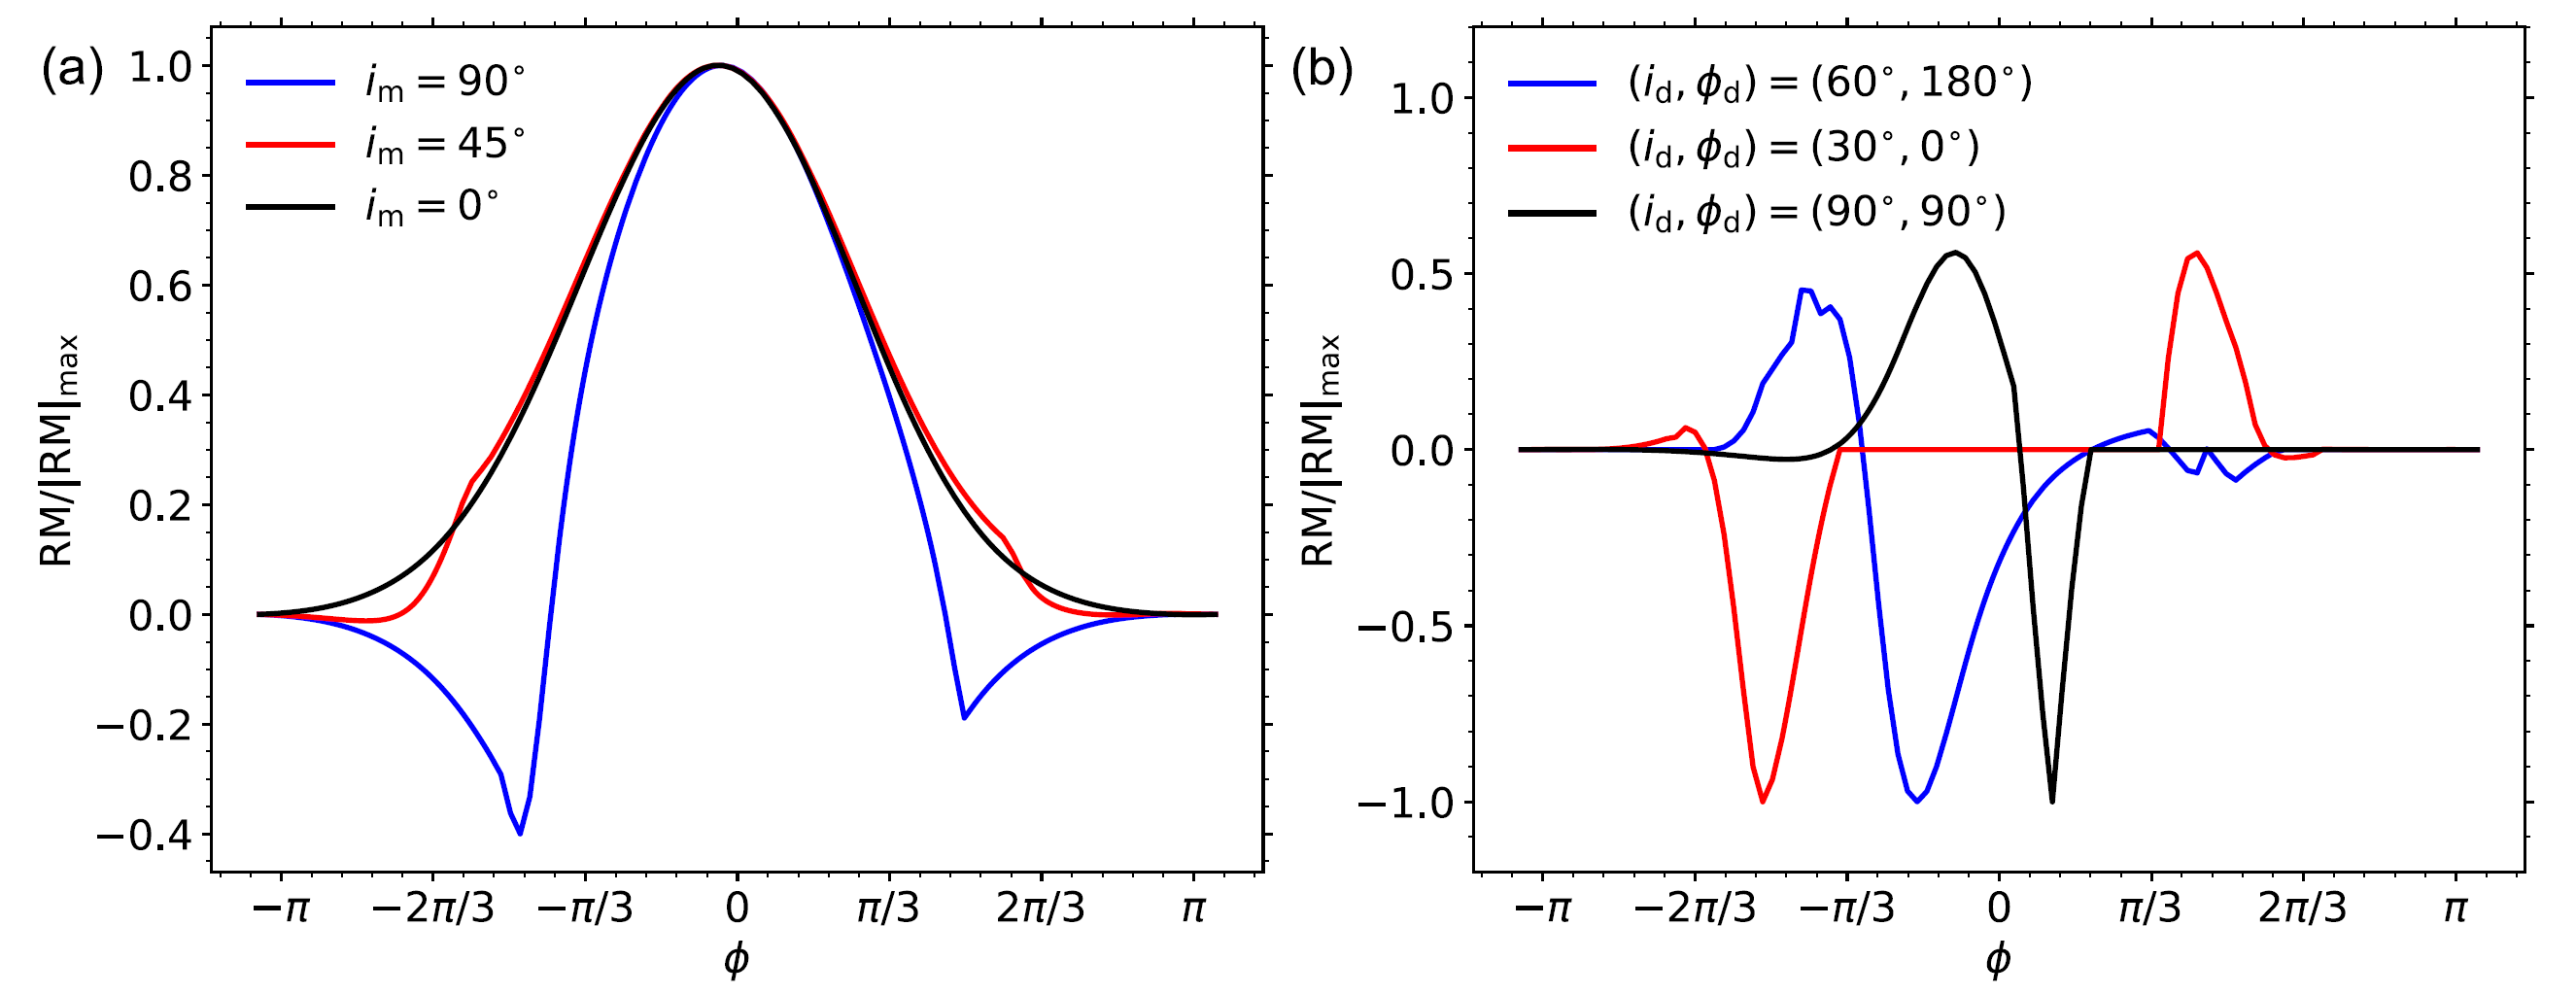 (a)
1.0
0.8
0.6
0.4
0.2
0.0
−0.2
−0.4
RM/|RM|max
i_m = 90°
i_m = 45°
i_m = 0°
−π
−2π/3
−π/3
0
π/3
2π/3
π
ϕ
(b)
1.0
0.5
0.0
−0.5
−1.0
RM/|RM|max
(i_d, ϕ_d) = (60°, 180°)
(i_d, ϕ_d) = (30°, 0°)
(i_d, ϕ_d) = (90°, 90°)
−π
−2π/3
−π/3
0
π/3
2π/3
π
ϕ